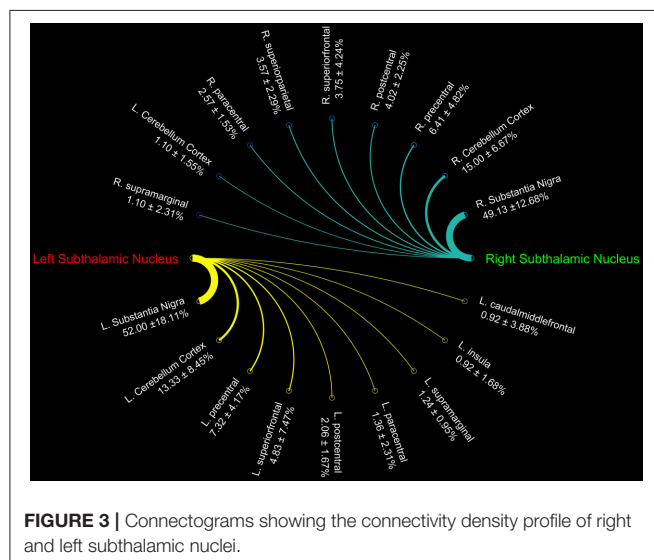 R. supramarginal
1.10 ± 2.31%
L. Cerebellum Cortex
1.10 ± 1.55%
R. paracentral
2.57 ± 1.53%
R. superiorparietal
3.57 ± 2.29%
R. superiorfrontal
3.75 ± 4.24%
R. postcentral
4.02 ± 2.25%
R. precentral
6.41 ± 4.82%
R. Cerebellum Cortex
15.00 ± 6.67%
R. Substantia Nigra
49.13 ±12.68%
Left Subthalamic Nucleus
Right Subthalamic Nucleus
L. Substantia Nigra
52.00 ±18.11%
L. Cerebellum Cortex
13.33 ± 8.45%
L. precentral
7.32 ± 4.17%
L. superiorfrontal
4.83 ± 7.47%
L. postcentral
2.06 ± 1.67%
L. paracentral
1.36 ± 2.31%
L. supramarginal
1.24 ± 0.95%
L. insula
0.92 ± 1.68%
L. caudalmiddlefrontal
0.92 ± 3.88%
FIGURE 3 | Connectograms showing the connectivity density profile of right
and left subthalamic nuclei.